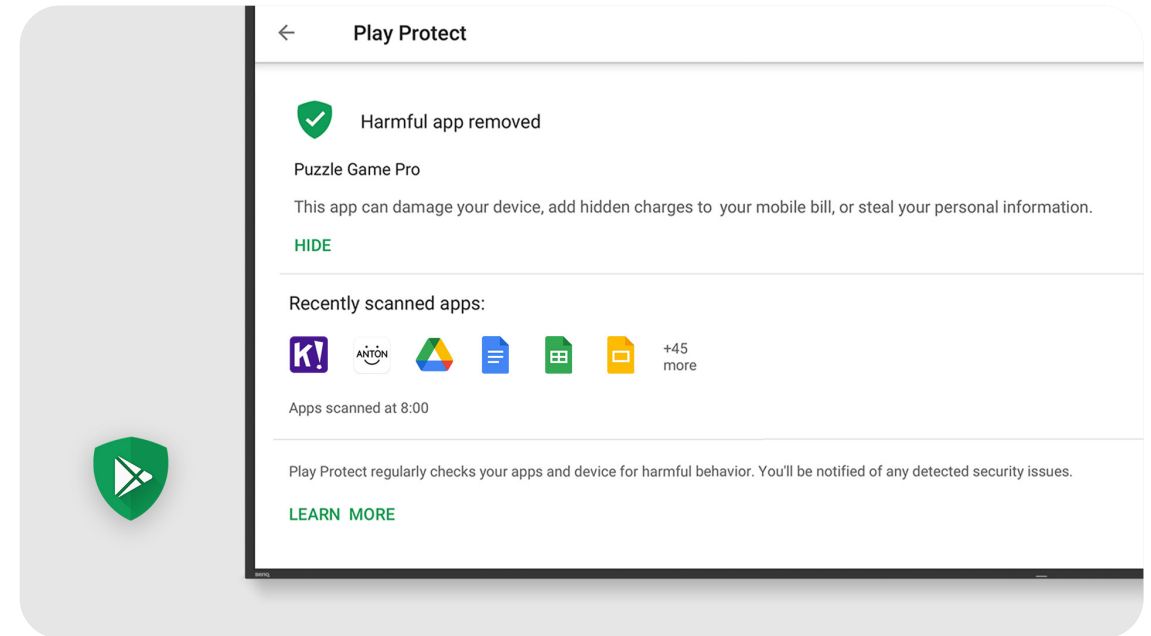 Play Protect
Harmful app removed
Puzzle Game Pro
This app can damage your device, add hidden charges to your mobile bill, or steal your personal information.
HIDE
Recently scanned apps:
K!
ANTON
+45
more
Apps scanned at 8:00
Play Protect regularly checks your apps and device for harmful behavior. You'll be notified of any detected security issues.
LEARN MORE
BenQ